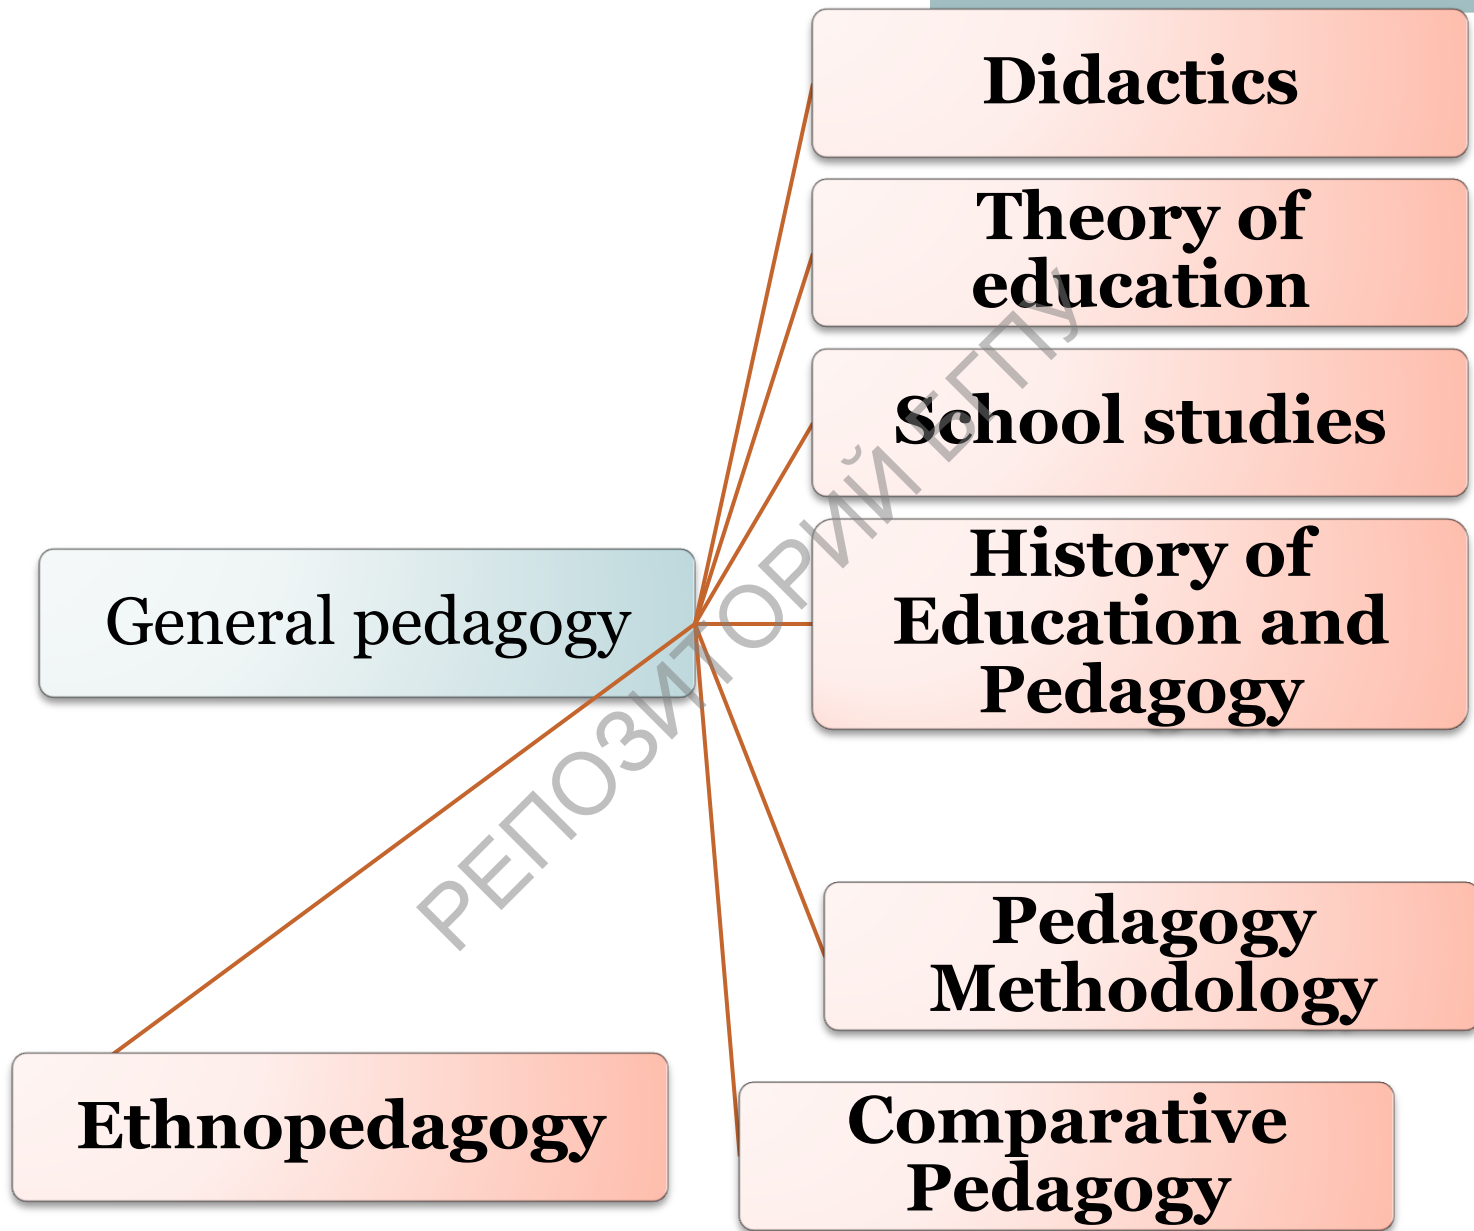 Didactics
Theory of
education
School studies
General pedagogy
History of
Education and
Pedagogy
Pedagogy
Methodology
Ethnopedagogy
Comparative
Pedagogy
РЕПОЗИТОРИЙ БГПУ